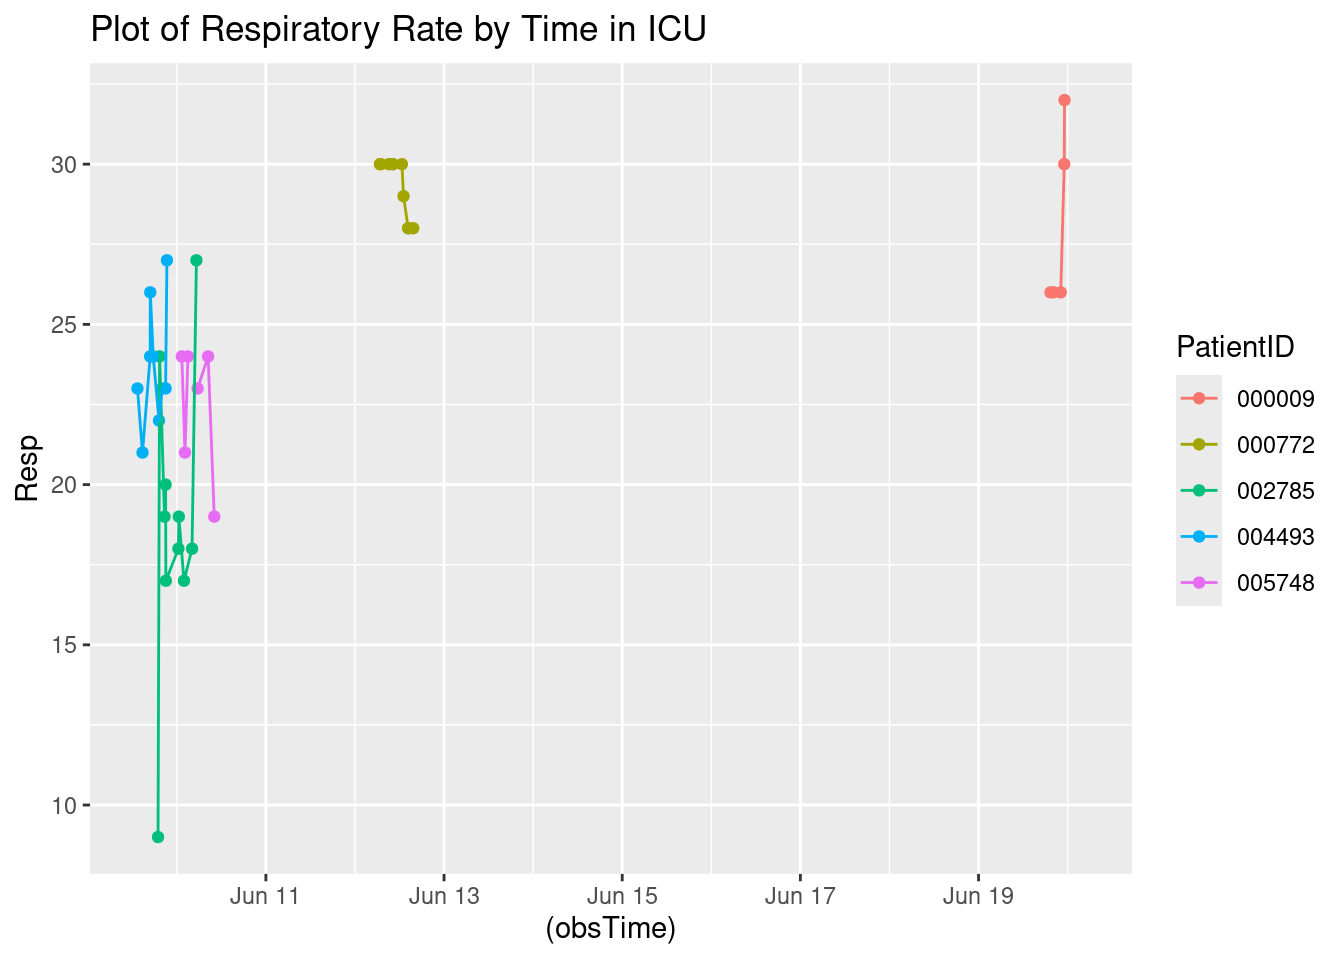 Plot of Respiratory Rate by Time in ICU
30
25
20
15
10
Resp
Jun 11 Jun 13 Jun 15 Jun 17 Jun 19
(obsTime)
PatientID
000009
000772
002785
004493
005748